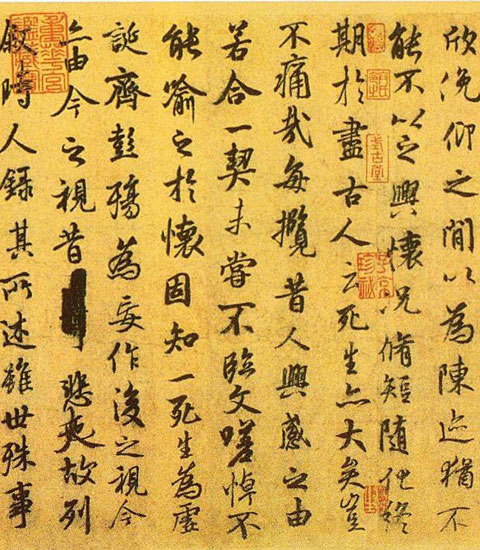 欣俛仰之間以為陳迹猶不
能不以之興懷況脩短隨化終
期於盡古人云死生亦大矣豈
不痛哉每攬昔人興感之由
若合一契未嘗不臨文嗟悼不
能喻之於懷固知一死生為虛
誕齊彭殤為妄作後之視今
亦由今之視昔悲夫故列
叙時人錄其所述雖世殊事